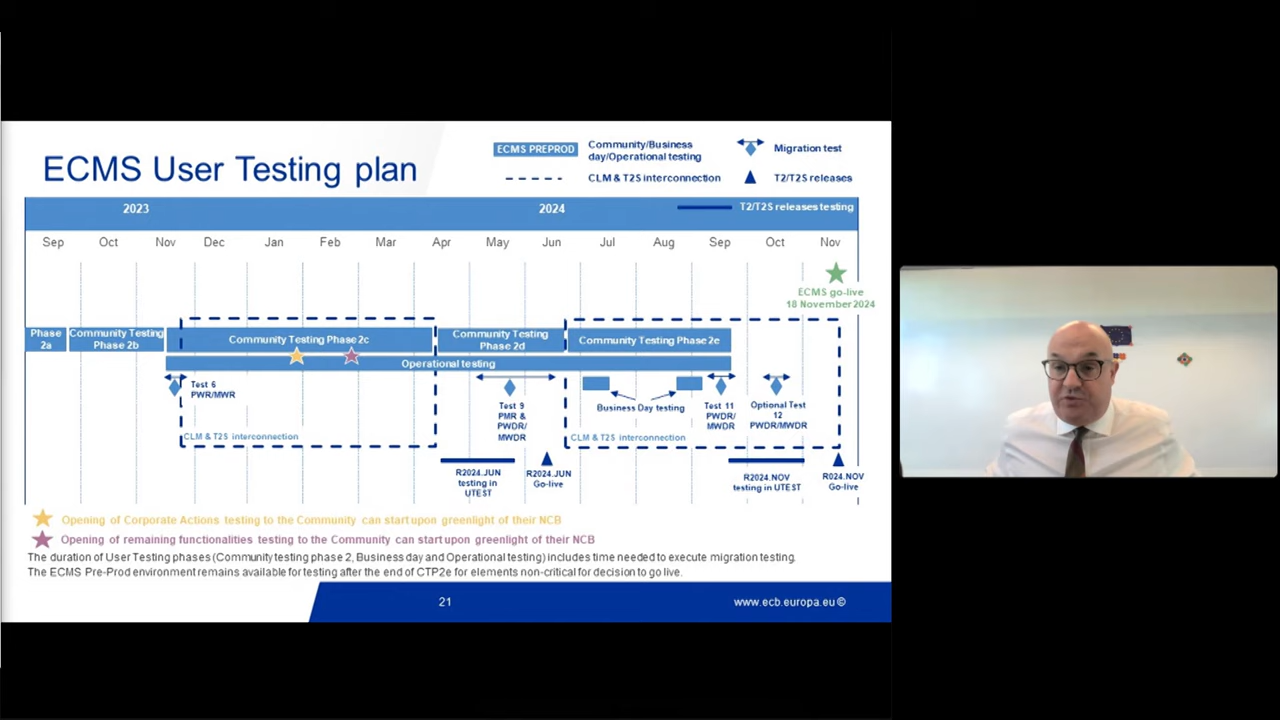 ECMS User Testing plan
ECMS PREPROD
Community/Business
day/Operational testing
Migration test
CLM & T2S interconnection
T2/T2S releases
2023
2024
T2/T2S releases testing
Sep
Oct
Nov
Dec
Jan
Feb
Mar
Apr
May
Jun
Jul
Aug
Sep
Oct
Nov
ECMS go-live
18 November 2024
Phase
2a
Community Testing
Phase 2b
Community Testing Phase 2c
Community Testing
Phase 2d
Community Testing Phase 2e
Operational testing
Test 6
PWR/MWR
Test 9
PMR &
PWDR/
MWDR
Business Day testing
Test 11
PWDR/
MWDR
Optional Test
12
PWDR/MWDR
CLM & T2S interconnection
CLM & T2S interconnection
R2024.JUN
testing in
UTEST
R2024.JUN
Go-live
R2024.NOV
testing in UTEST
R024.NOV
Go-live
Opening of Corporate Actions testing to the Community can start upon greenlight of their NCB
Opening of remaining functionalities testing to the Community can start upon greenlight of their NCB
The duration of User Testing phases (Community testing phase 2, Business day and Operational testing) includes time needed to execute migration testing.
The ECMS Pre-Prod environment remains available for testing after the end of CTP2e for elements non-critical for decision to go live.
21
www.ecb.europa.eu ©